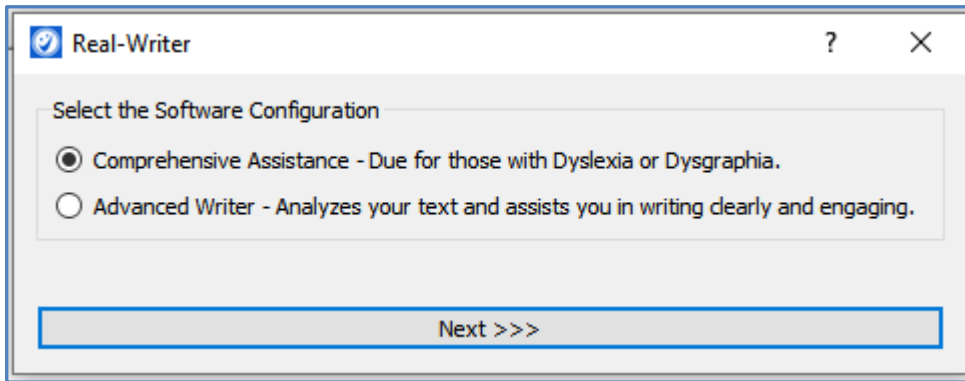 Real-Writer ? ×
Select the Software Configuration
Comprehensive Assistance - Due for those with Dyslexia or Dysgraphia.
Advanced Writer - Analyzes your text and assists you in writing clearly and engaging.
Next >>>